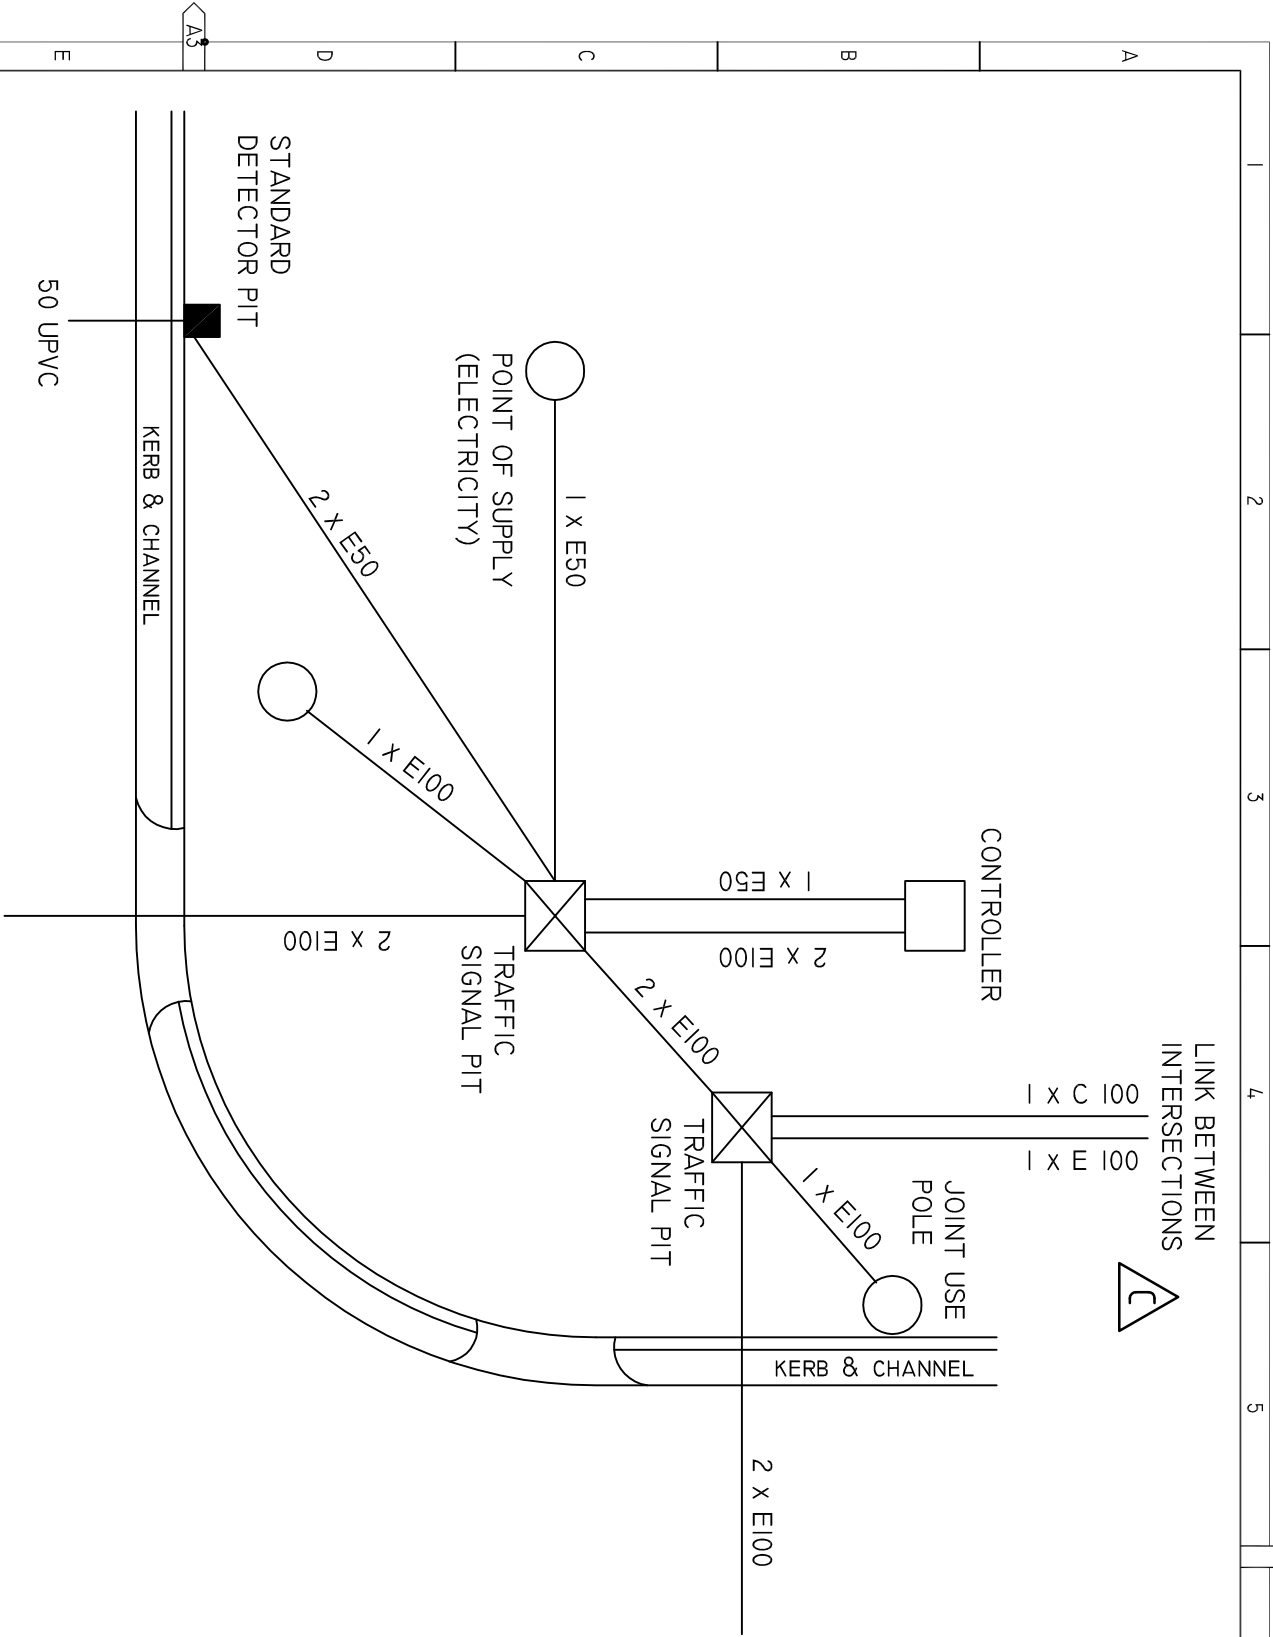 1
2
3
4
5
A
B
C
D
E
A3
LINK BETWEEN
INTERSECTIONS
C
1 X C 100
1 X E 100
CONTROLLER
JOINT USE
POLE
1 X E50
2 X E100
1 X E100
KERB & CHANNEL
2 X E100
TRAFFIC
SIGNAL PIT
2 X E100
1 X E50
POINT OF SUPPLY
(ELECTRICITY)
TRAFFIC
SIGNAL PIT
2 X E50
1 X E100
2 X E100
STANDARD
DETECTOR PIT
KERB & CHANNEL
50 UPVC